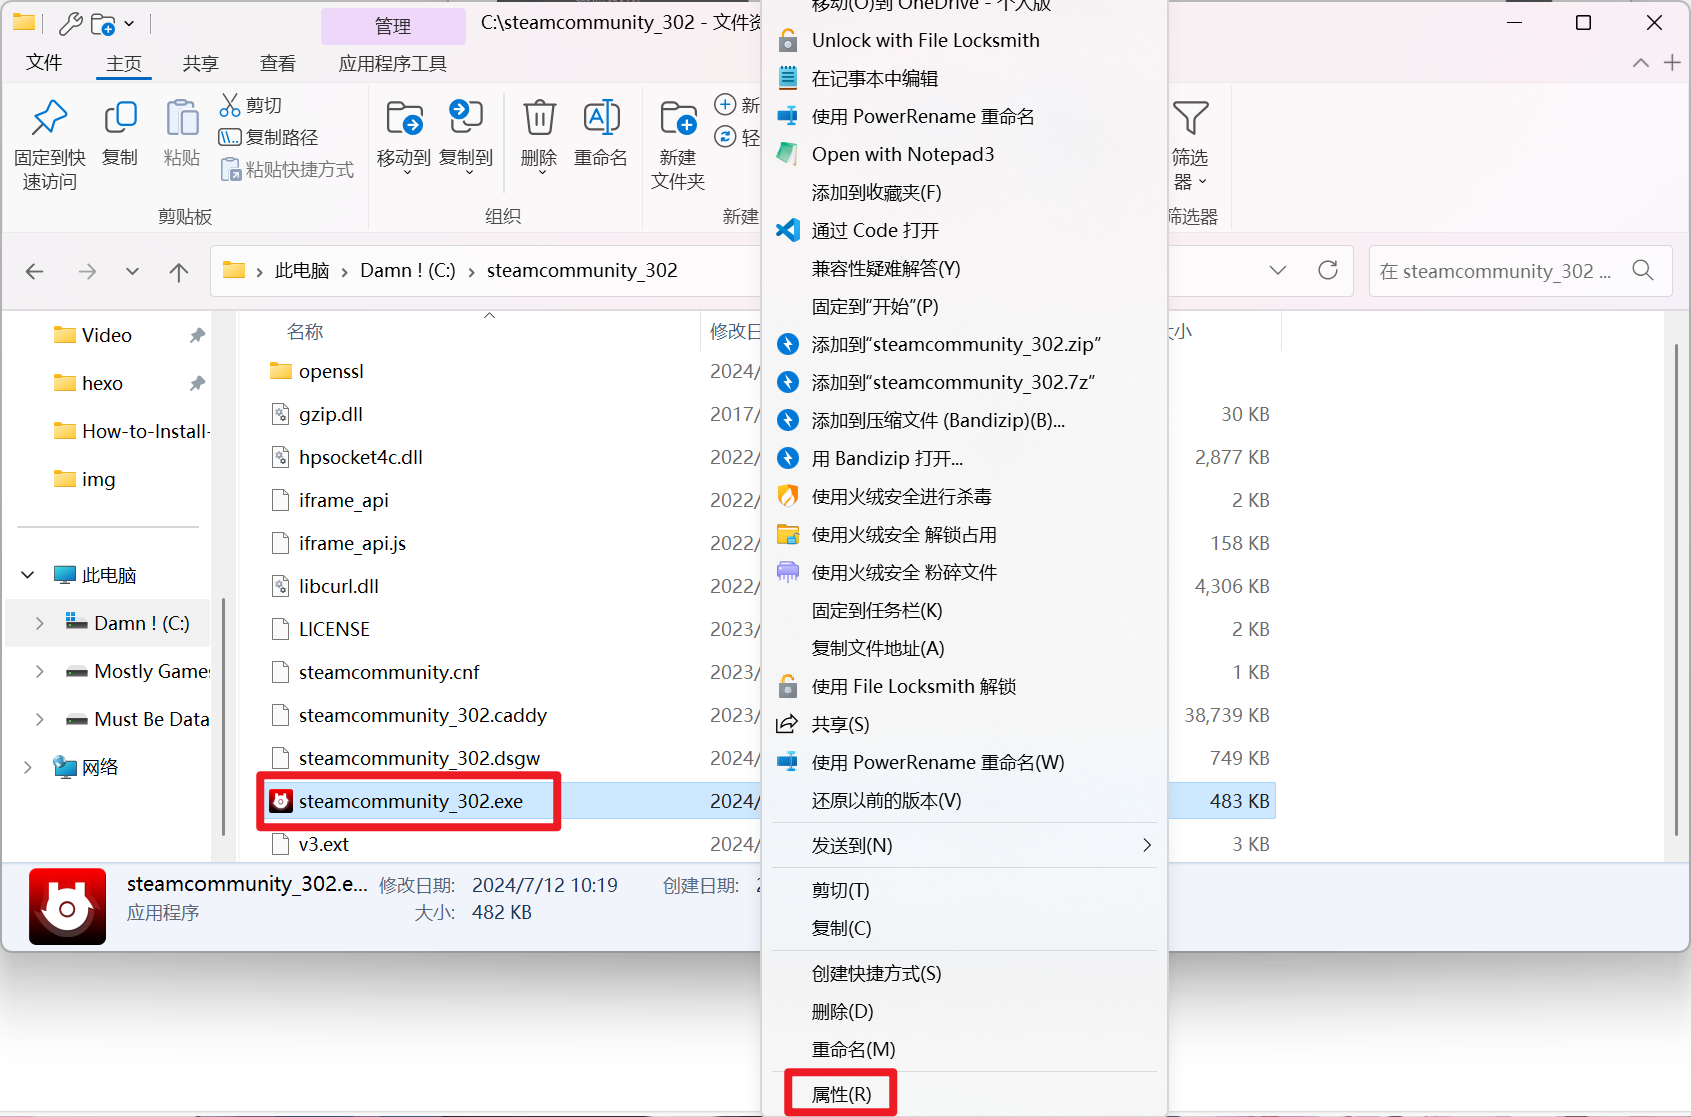 管理
C:\steamcommunity_302 - 文件资
文件
主页
共享
查看
应用程序工具
固定到快
速访问
复制
粘贴
剪切
复制路径
粘贴快捷方式
剪贴板
移动到
复制到
删除
重命名
组织
新建
文件夹
新
轻
新建
筛选
器
筛选器
此电脑 › Damn ! (C:) › steamcommunity_302
在 steamcommunity_302 ...
Video
hexo
How-to-Install-
img
此电脑
Damn ! (C:)
Mostly Game
Must Be Data
网络
名称
修改日
大小
openssl 2024/
gzip.dll 2017/ 30 KB
hpsocket4c.dll 2022/ 2,877 KB
iframe_api 2022/ 2 KB
iframe_api.js 2022/ 158 KB
libcurl.dll 2022/ 4,306 KB
LICENSE 2023/ 2 KB
steamcommunity.cnf 2023/ 1 KB
steamcommunity_302.caddy 2023/ 38,739 KB
steamcommunity_302.dsgw 2024/ 749 KB
steamcommunity_302.exe 2024/ 483 KB
v3.ext 2024/ 3 KB
steamcommunity_302.e... 修改日期: 2024/7/12 10:19 创建日期:
应用程序 大小: 482 KB
移动(O)到 OneDrive - 个人版
Unlock with File Locksmith
在记事本中编辑
使用 PowerRename 重命名
Open with Notepad3
添加到收藏夹(F)
通过 Code 打开
兼容性疑难解答(Y)
固定到“开始”(P)
添加到“steamcommunity_302.zip”
添加到“steamcommunity_302.7z”
添加到压缩文件 (Bandizip)(B)...
用 Bandizip 打开...
使用火绒安全进行杀毒
使用火绒安全 解锁占用
使用火绒安全 粉碎文件
固定到任务栏(K)
复制文件地址(A)
使用 File Locksmith 解锁
共享(S)
使用 PowerRename 重命名(W)
还原以前的版本(V)
发送到(N)
剪切(T)
复制(C)
创建快捷方式(S)
删除(D)
重命名(M)
属性(R)